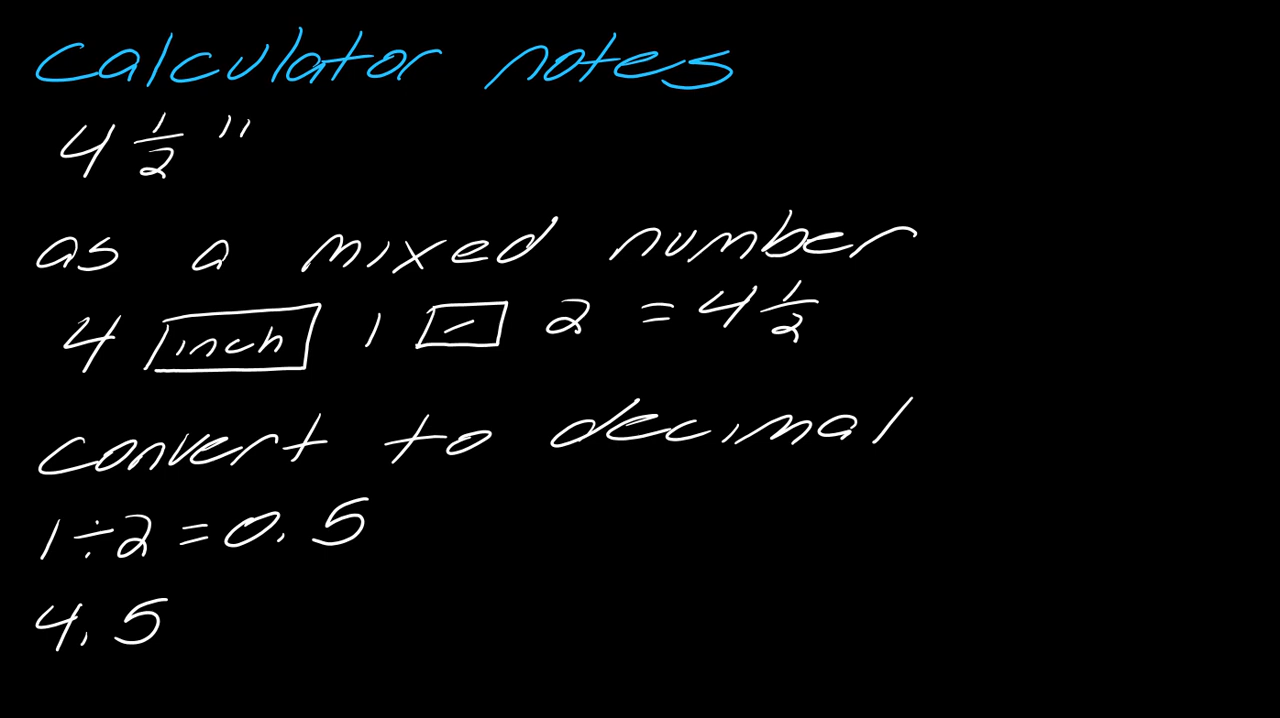 calculator notes
4 1/2 "
as a mixed number
4 inch 1 / 2 = 4 1/2
convert to decimal
1 ÷ 2 = 0.5
4.5